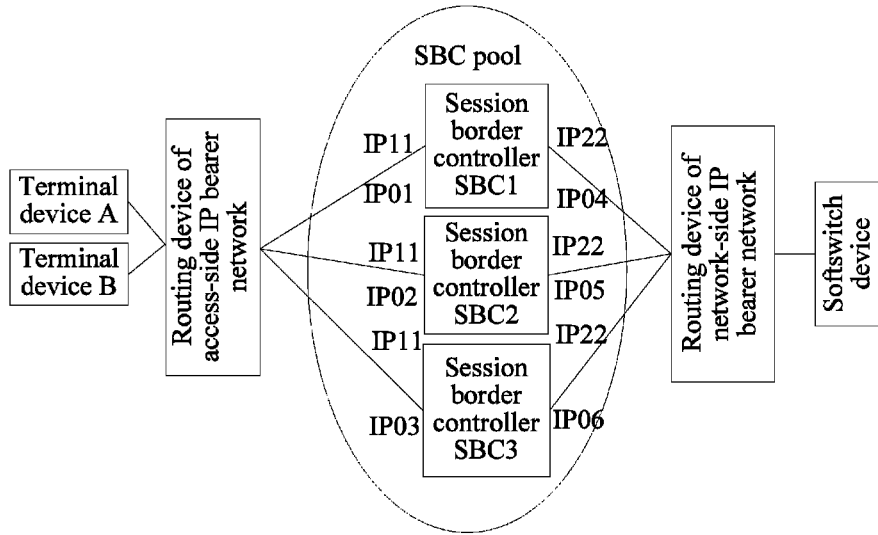 SBC pool
Terminal
device A
Terminal
device B
Routing device of
access-side IP bearer
network
IP11
IP01
Session
border
controller
SBC1
IP22
IP04
IP11
IP02
Session
border
controller
SBC2
IP22
IP05
IP11
IP03
Session
border
controller
SBC3
IP22
IP06
Routing device of
network-side IP
bearer network
Softswitch
device